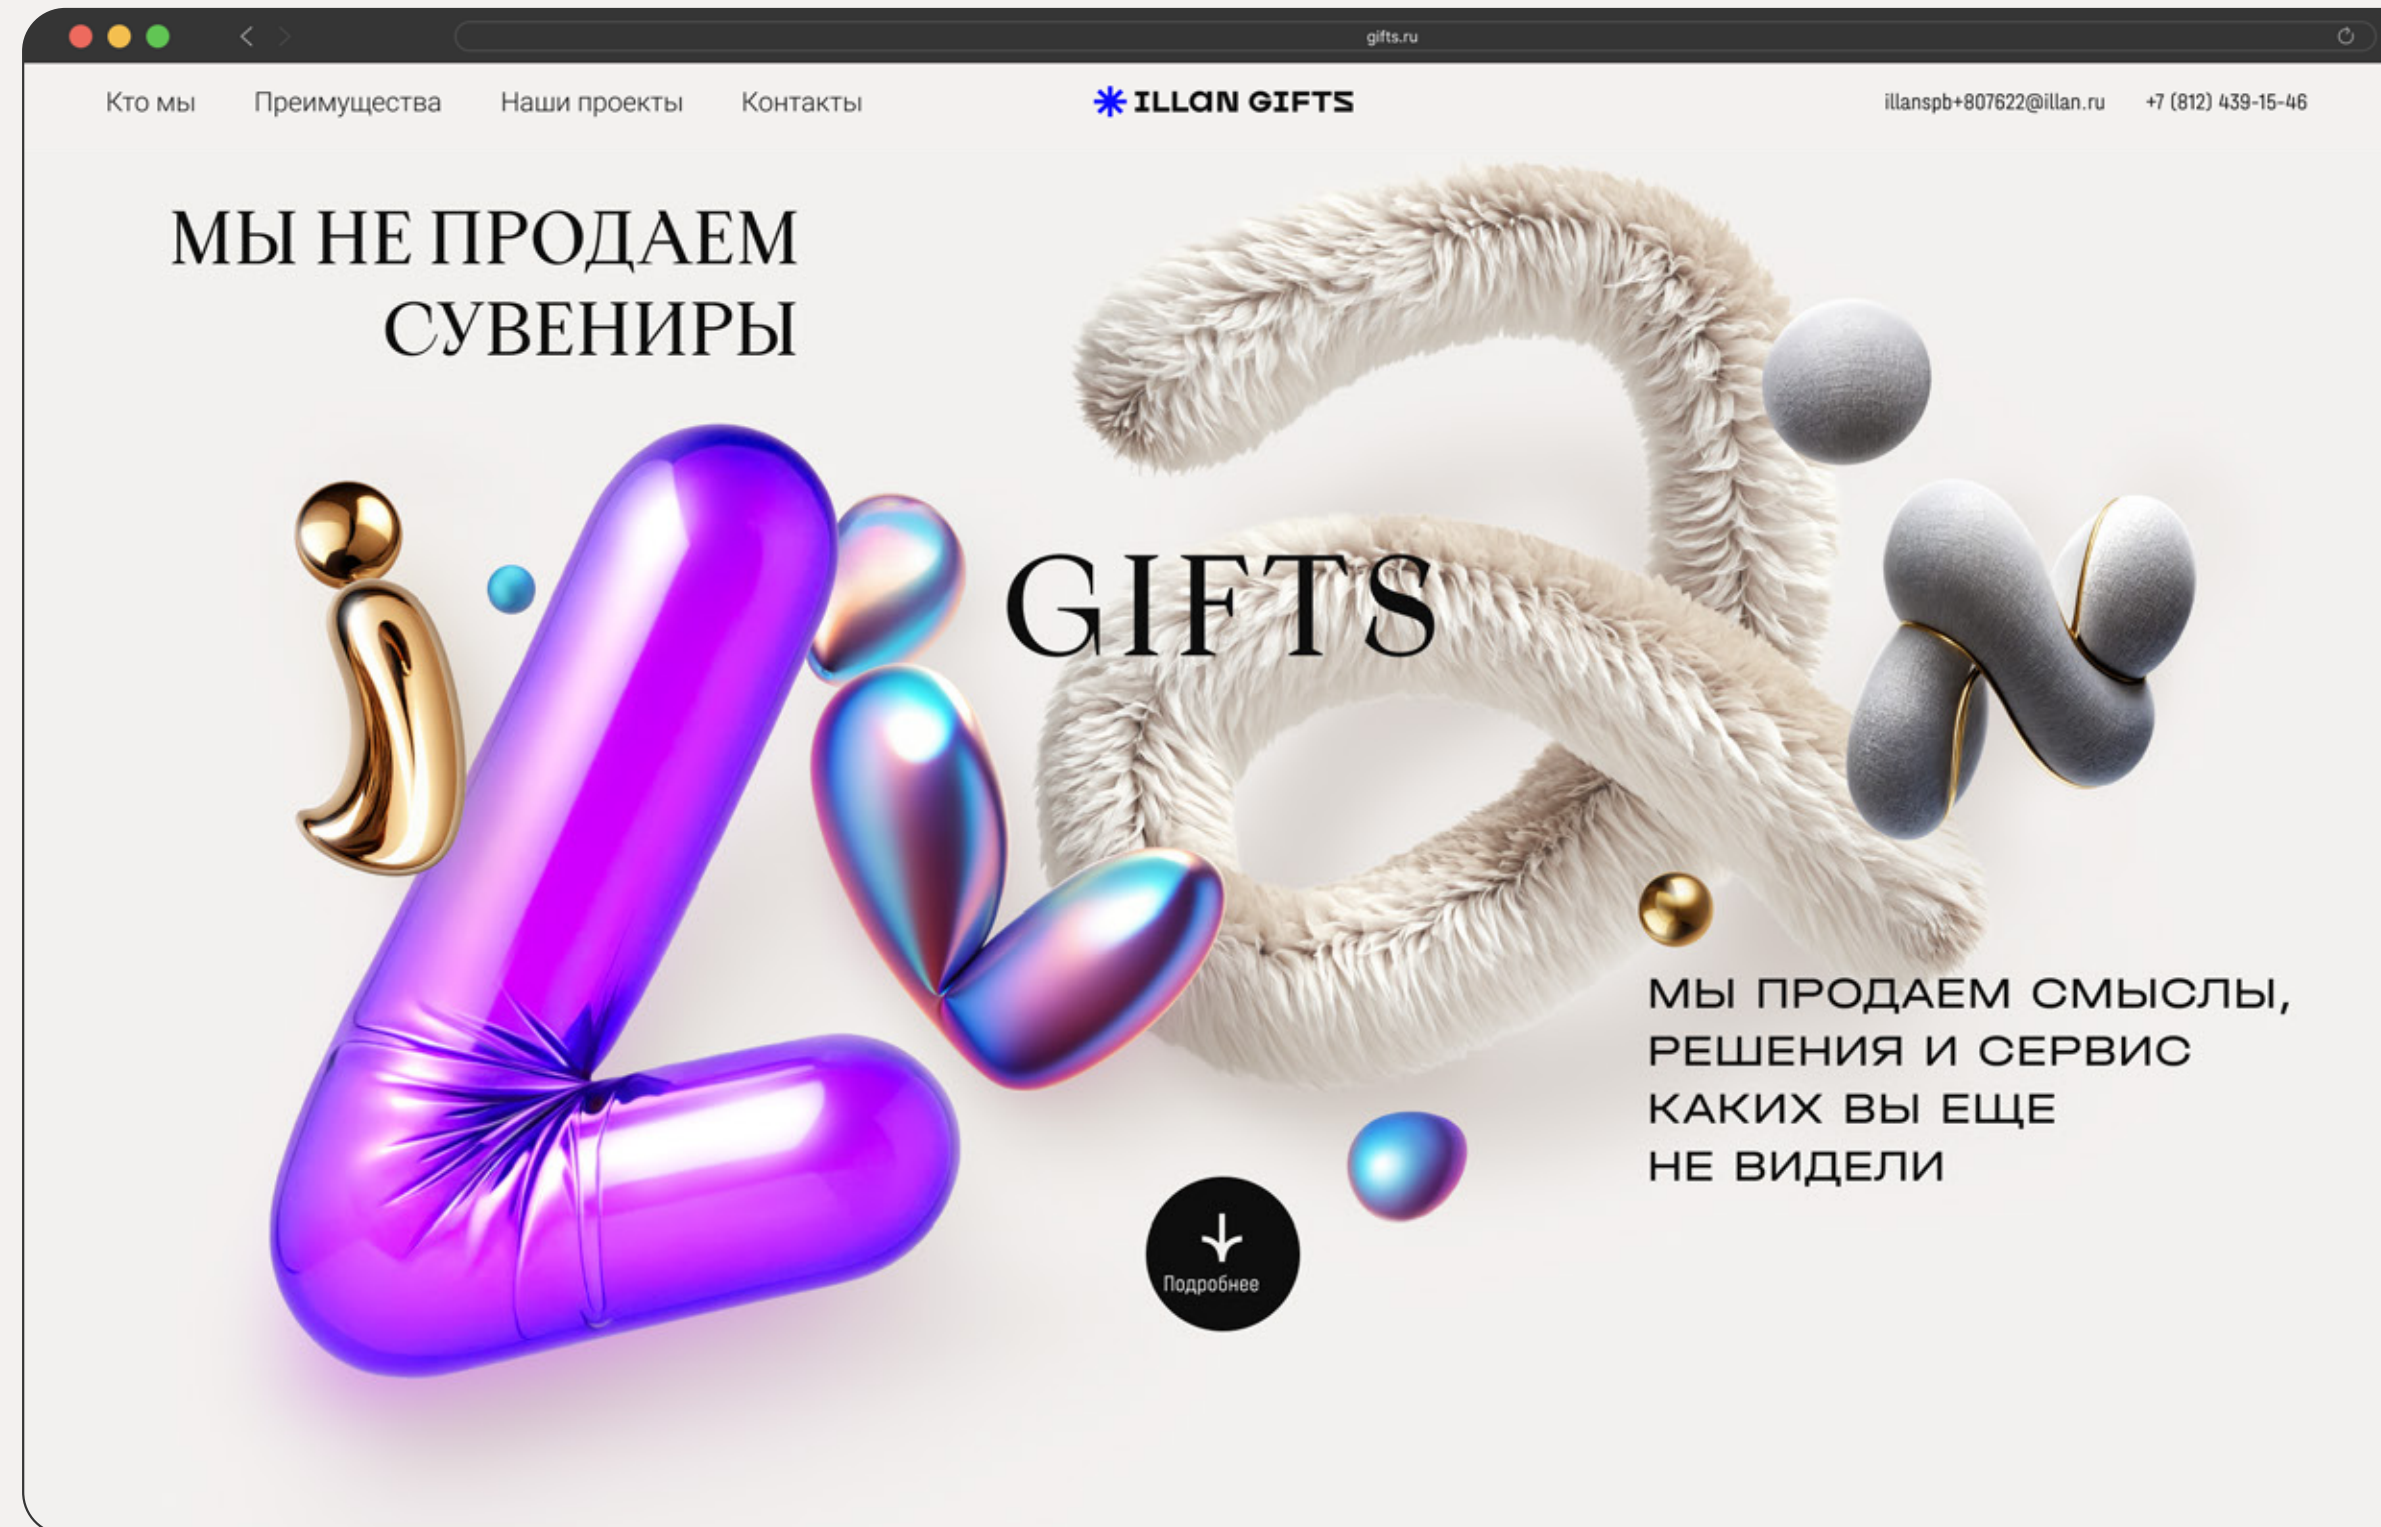 gifts.ru
Кто мы
Преимущества
Наши проекты
Контакты
ILLAN GIFTS
illanspb+807622@illan.ru
+7 (812) 439-15-46
МЫ НЕ ПРОДАЕМ
СУВЕНИРЫ
iLLaN
GIFTS
МЫ ПРОДАЕМ СМЫСЛЫ,
РЕШЕНИЯ И СЕРВИС
КАКИХ ВЫ ЕЩЕ
НЕ ВИДЕЛИ
Подробнее